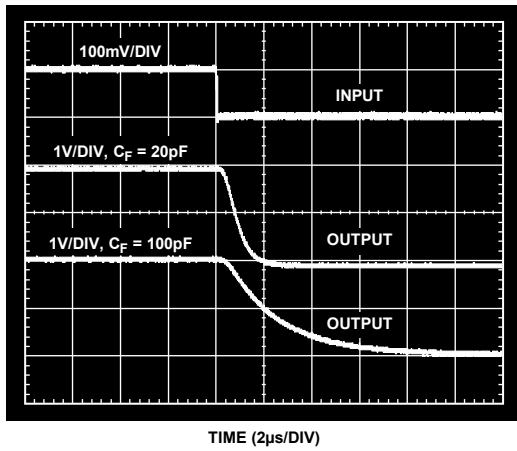 100mV/DIV
INPUT
1V/DIV, CF = 20pF
OUTPUT
1V/DIV, CF = 100pF
OUTPUT
TIME (2µs/DIV)